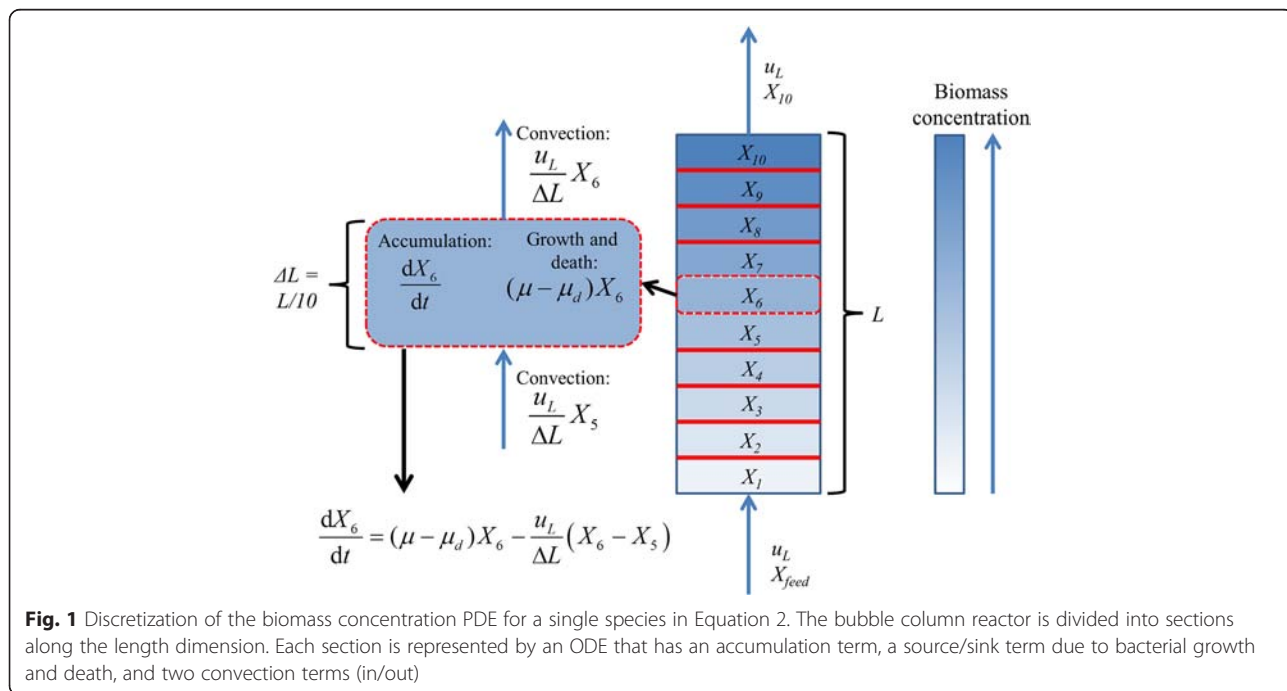 u_L
X_10
Biomass
concentration
Convection:
u_L/ΔL X_6
X_10
X_9
X_8
X_7
X_6
X_5
X_4
X_3
X_2
X_1
L
Accumulation:
dX_6/dt
Growth and
death:
(μ − μ_d)X_6
ΔL =
L/10
Convection:
u_L/ΔL X_5
dX_6/dt = (μ − μ_d)X_6 − u_L/ΔL (X_6 − X_5)
u_L
X_feed
Fig. 1 Discretization of the biomass concentration PDE for a single species in Equation 2. The bubble column reactor is divided into sections
along the length dimension. Each section is represented by an ODE that has an accumulation term, a source/sink term due to bacterial growth
and death, and two convection terms (in/out)